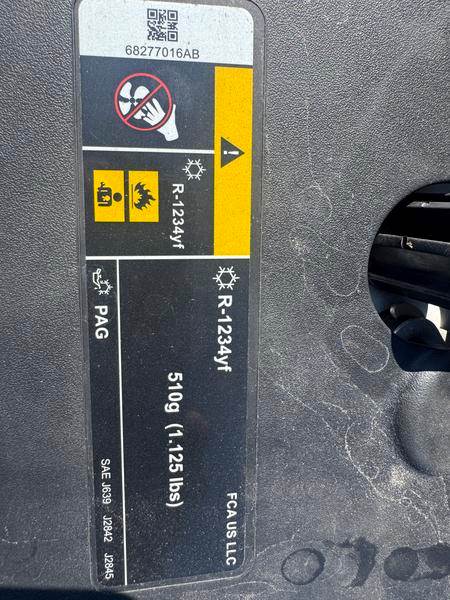 68277016AB
R-1234yf
R-1234yf
510g (1.125 lbs)
PAG
FCA US LLC
SAE J639 J2842 J2845